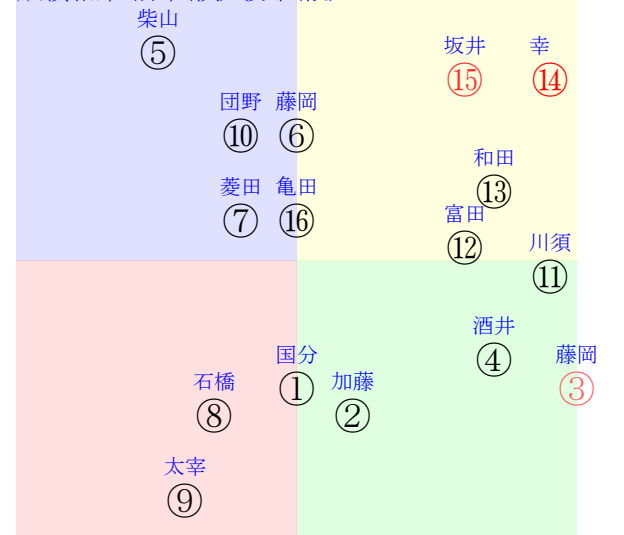 柴山
⑤
坂井 幸
⑮ ⑭
団野 藤岡
⑩ ⑥
和田
⑬
菱田 亀田
⑦ ⑯
富田
⑫
川須
⑪
酒井
④
国分
①
藤岡
③
石橋 加藤
⑧ ②
太宰
⑨